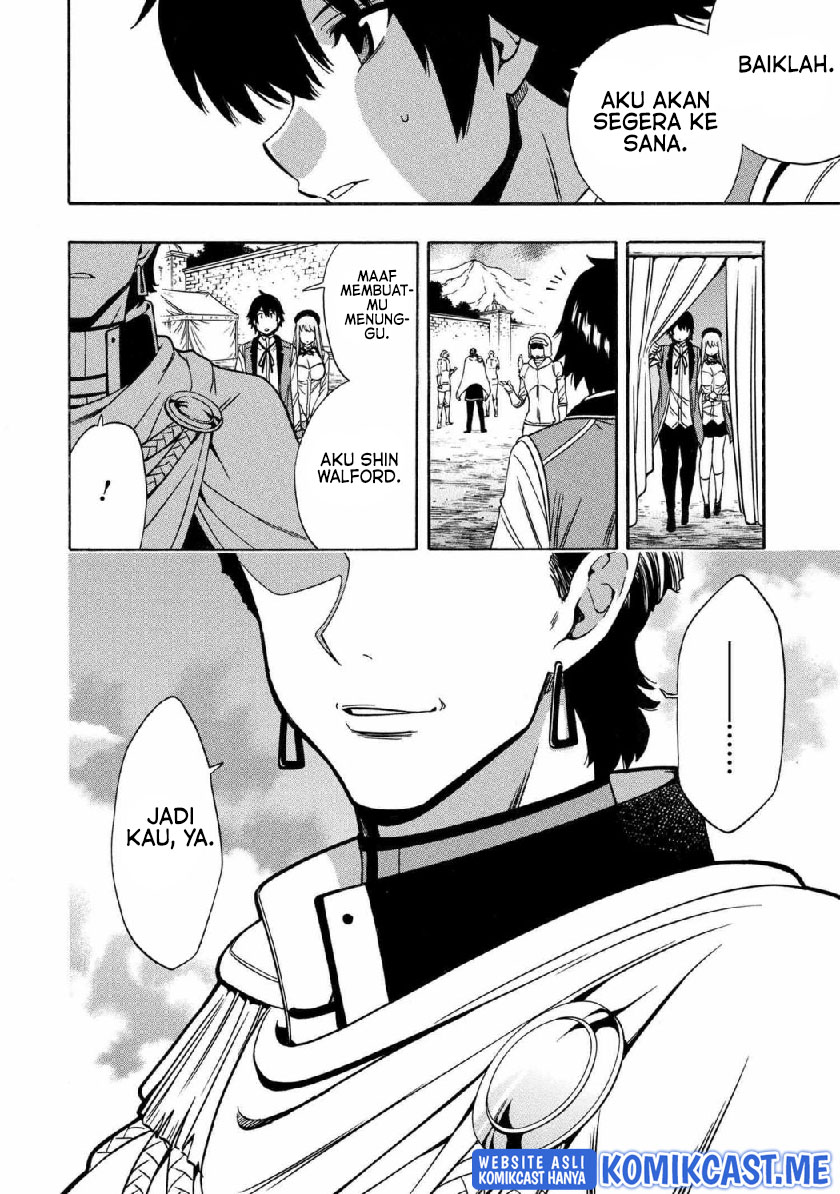 BAIKLAH.
AKU AKAN
SEGERA KE
SANA.
MAAF
MEMBUAT-
MU
MENUNG-
GU.
AKU SHIN
WALFORD.
!
―......
JADI
KAU, YA.
WEBSITE ASLI
KOMIKCAST HANYA
KOMIKCAST.ME